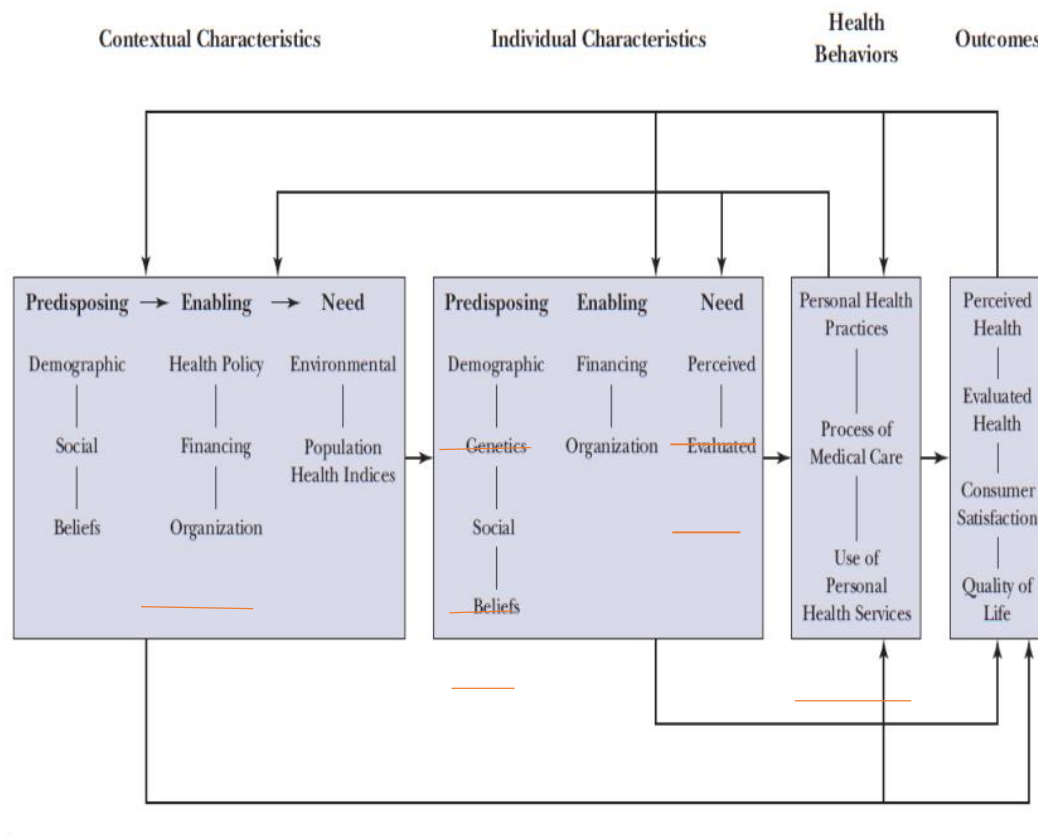 Contextual Characteristics
Individual Characteristics
Health
Behaviors
Outcomes
Predisposing
Enabling
Need
Demographic
Health Policy
Environmental
Social
Financing
Population
Health Indices
Beliefs
Organization
Predisposing
Enabling
Need
Demographic
Financing
Perceived
Genetics
Organization
Evaluated
Social
Beliefs
Personal Health
Practices
Process of
Medical Care
Use of
Personal
Health Services
Perceived
Health
Evaluated
Health
Consumer
Satisfaction
Quality of
Life